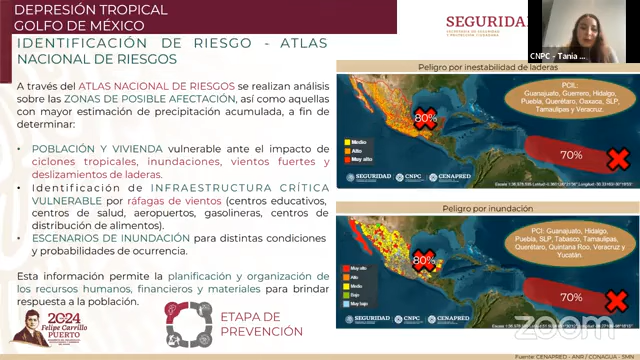 DEPRESIÓN TROPICAL
GOLFO DE MÉXICO
SEGURIDAD
CNPC - Tania ...
IDENTIFICACIÓN DE RIESGO - ATLAS
NACIONAL DE RIESGOS
A través del ATLAS NACIONAL DE RIESGOS se realizan análisis
sobre las ZONAS DE POSIBLE AFECTACIÓN, así como aquellas
con mayor estimación de precipitación acumulada, a fin de
determinar:
• POBLACIÓN Y VIVIENDA vulnerable ante el impacto de
ciclones tropicales, inundaciones, vientos fuertes y
deslizamientos de laderas.
• Identificación de INFRAESTRUCTURA CRÍTICA
VULNERABLE por ráfagas de vientos (centros educativos,
centros de salud, aeropuertos, gasolineras, centros de
distribución de alimentos).
• ESCENARIOS DE INUNDACIÓN para distintas condiciones
y probabilidades de ocurrencia.
Esta información permite la planificación y organización de
los recursos humanos, financieros y materiales para brindar
respuesta a la población.
2024
Felipe Carrillo
PUERTO
ETAPA DE
PREVENCIÓN
Peligro por inestabilidad de laderas
PCIL:
Guanajuato, Guerrero, Hidalgo,
Puebla, Querétaro, Oaxaca, SLP,
Tamaulipas y Veracruz.
80%
70%
Medio
Alto
Muy alto
SEGURIDAD
CNPC
CENAPRED
Peligro por inundación
PCI: Guanajuato, Hidalgo,
Puebla, SLP, Tabasco, Tamaulipas,
Querétaro, Quintana Roo, Veracruz y
Yucatán.
80%
70%
Muy alto
Alto
Medio
Bajo
Muy bajo
SEGURIDAD
CNPC
CENAPRED
zoom
Fuente: CENAPRED - ANR / CONAGUA - SMN